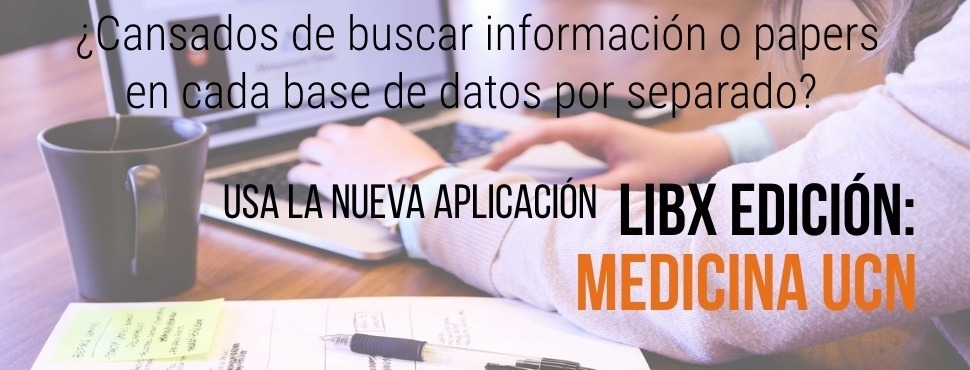 ¿Cansados de buscar información o papers
en cada base de datos por separado?
USA LA NUEVA APLICACIÓN LIBX EDICIÓN:
MEDICINA UCN